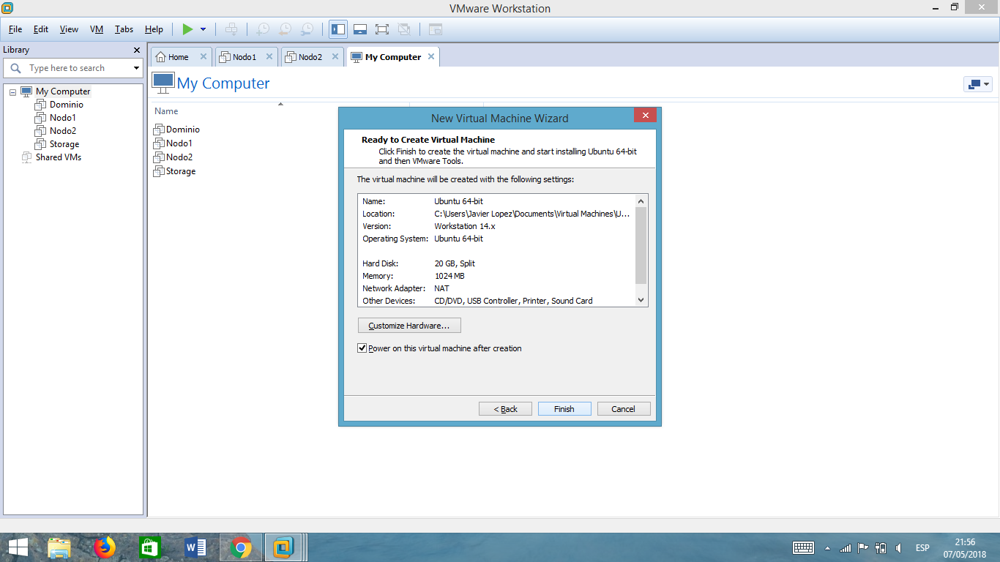 VMware Workstation
File Edit View VM Tabs Help
Library
Type here to search
My Computer
Dominio
Nodo1
Nodo2
Storage
Shared VMs
Home Nodo1 Nodo2 My Computer
My Computer
Name
Dominio
Nodo1
Nodo2
Storage
New Virtual Machine Wizard
Ready to Create Virtual Machine
Click Finish to create the virtual machine and start installing Ubuntu 64-bit
and then VMware Tools.
The virtual machine will be created with the following settings:
Name: Ubuntu 64-bit
Location: C:\Users\Javier Lopez\Documents\Virtual Machines\U...
Version: Workstation 14.x
Operating System: Ubuntu 64-bit
Hard Disk: 20 GB, Split
Memory: 1024 MB
Network Adapter: NAT
Other Devices: CD/DVD, USB Controller, Printer, Sound Card
Customize Hardware...
Power on this virtual machine after creation
< Back Finish Cancel
ESP
21:56
07/05/2018